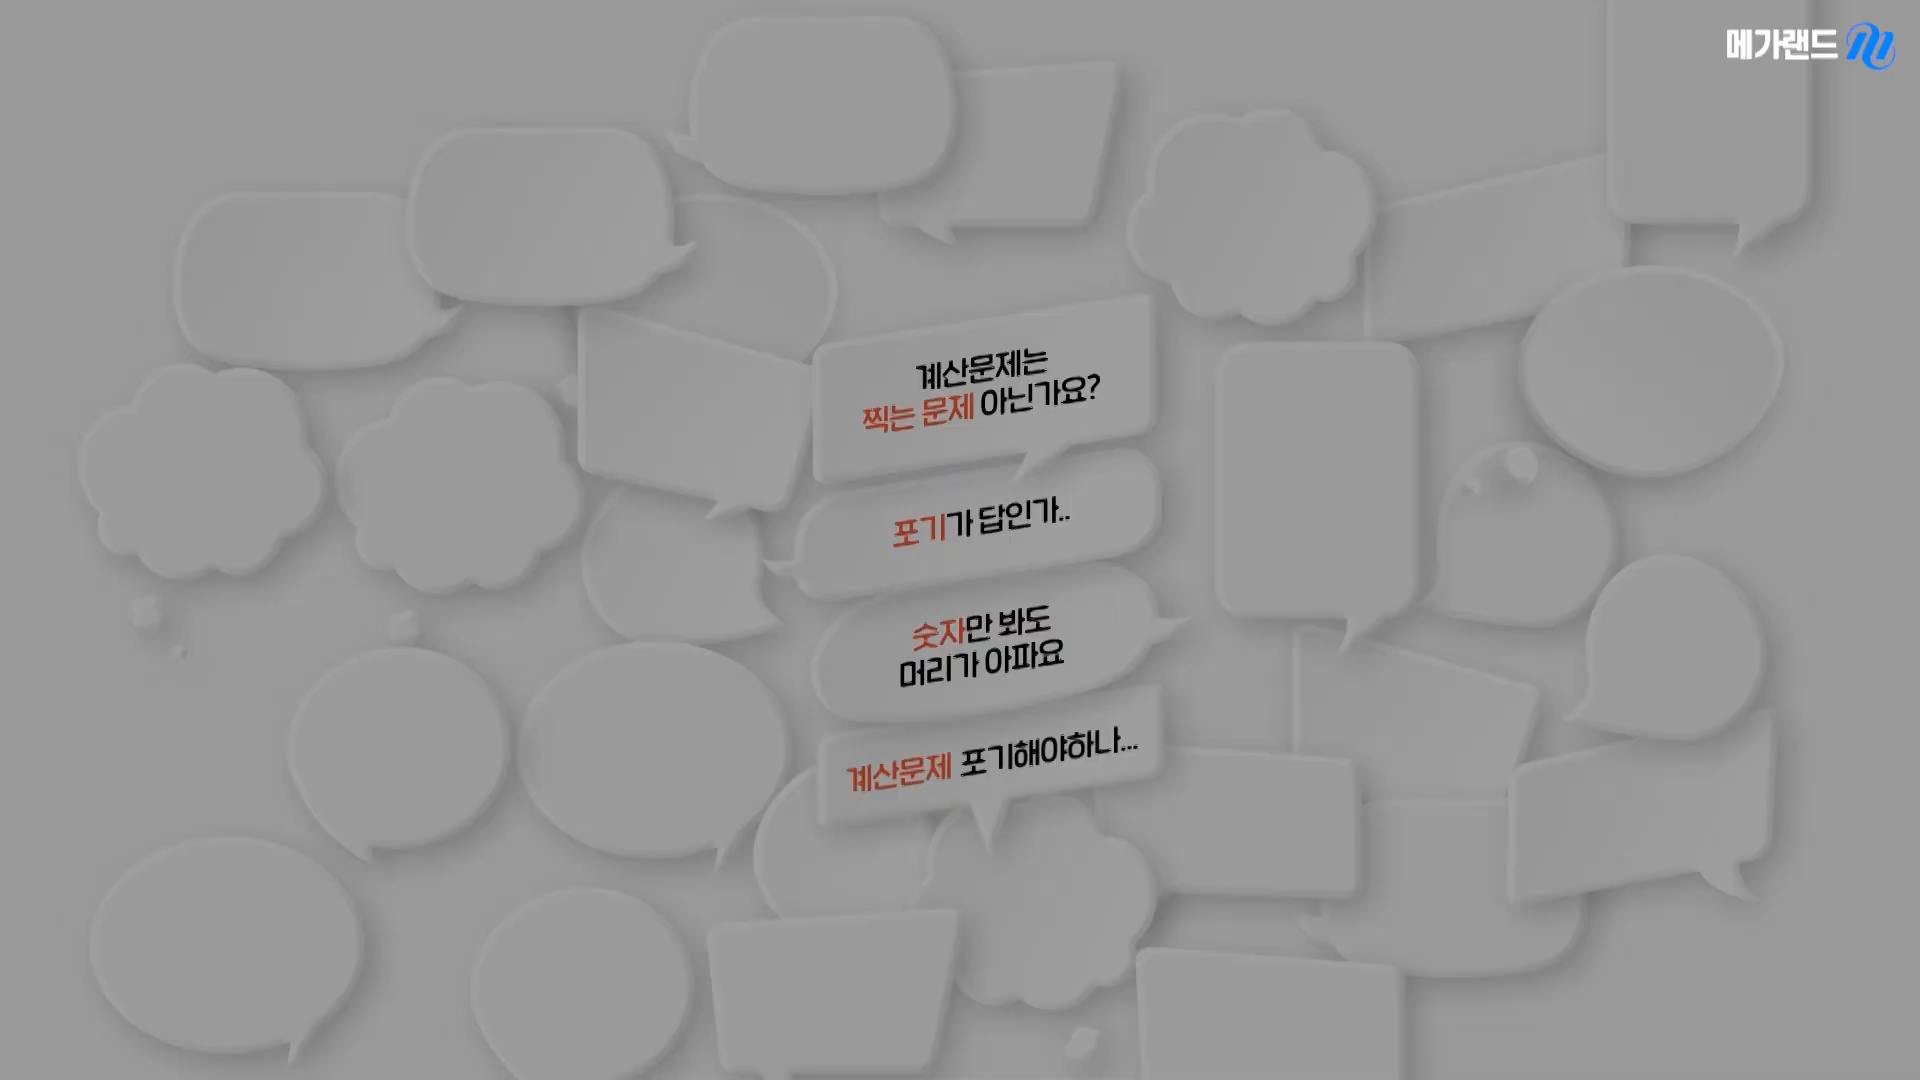 메가랜드
계산문제는
찍는 문제 아닌가요?
포기가 답인가..
숫자만 봐도
머리가 아파요
계산문제 포기해야하나...